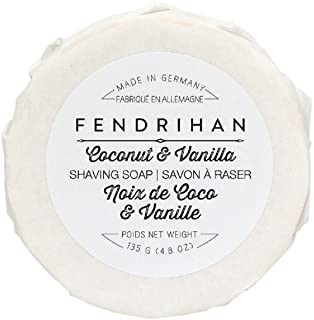 MADE IN GERMANY
FABRIQUÉ EN ALLEMAGNE
FENDRIHAN
Coconut & Vanilla
SHAVING SOAP | SAVON À RASER
Noix de Coco
& Vanille
POIDS NET WEIGHT
135 G (4.8 OZ)